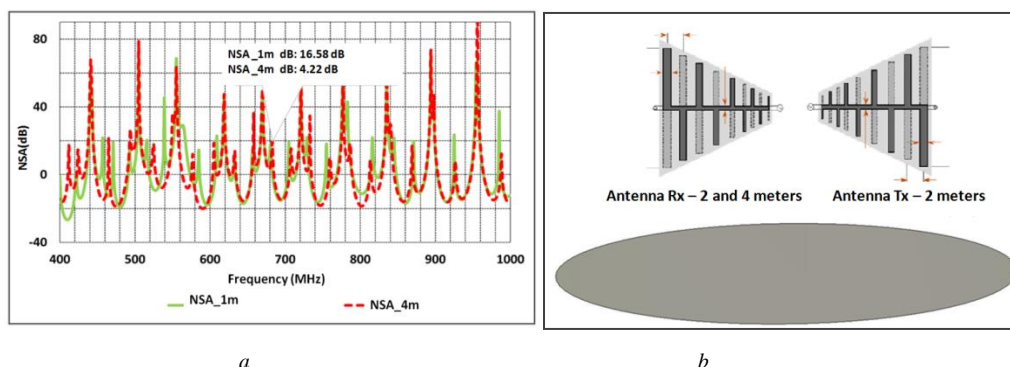 80
40
0
-40
NSA(dB)
NSA_1m dB: 16.58 dB
NSA_4m dB: 4.22 dB
400 500 600 700 800 900 1000
Frequency (MHz)
NSA_1m NSA_4m
Antenna Rx – 2 and 4 meters Antenna Tx – 2 meters
a b